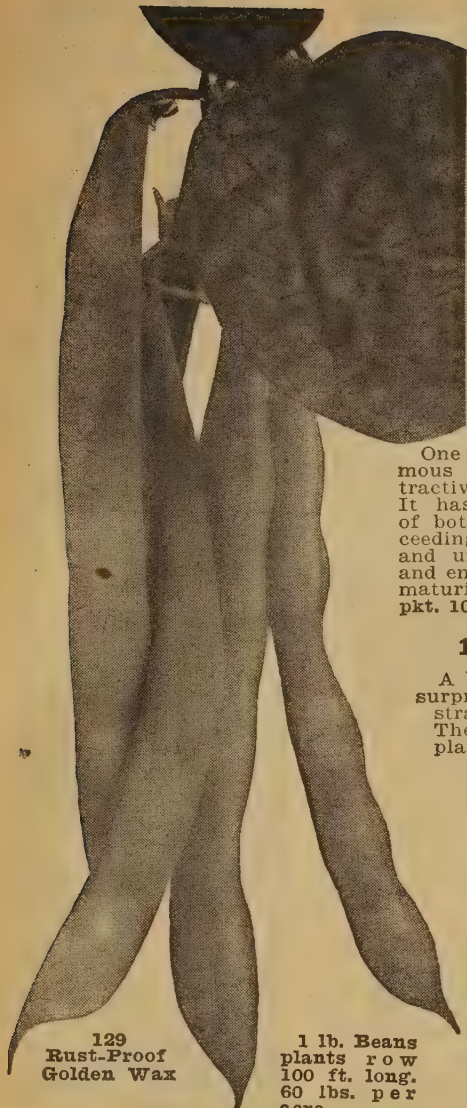 One
mous
tractiv
It has
of bot
ceeding
and u
and en
maturi
pkt. 10
1
A
surpr
stra
The
pla
129
Rust-Proof
Golden Wax
1 lb. Beans
plants row
100 ft. long.
60 lbs. per
acre